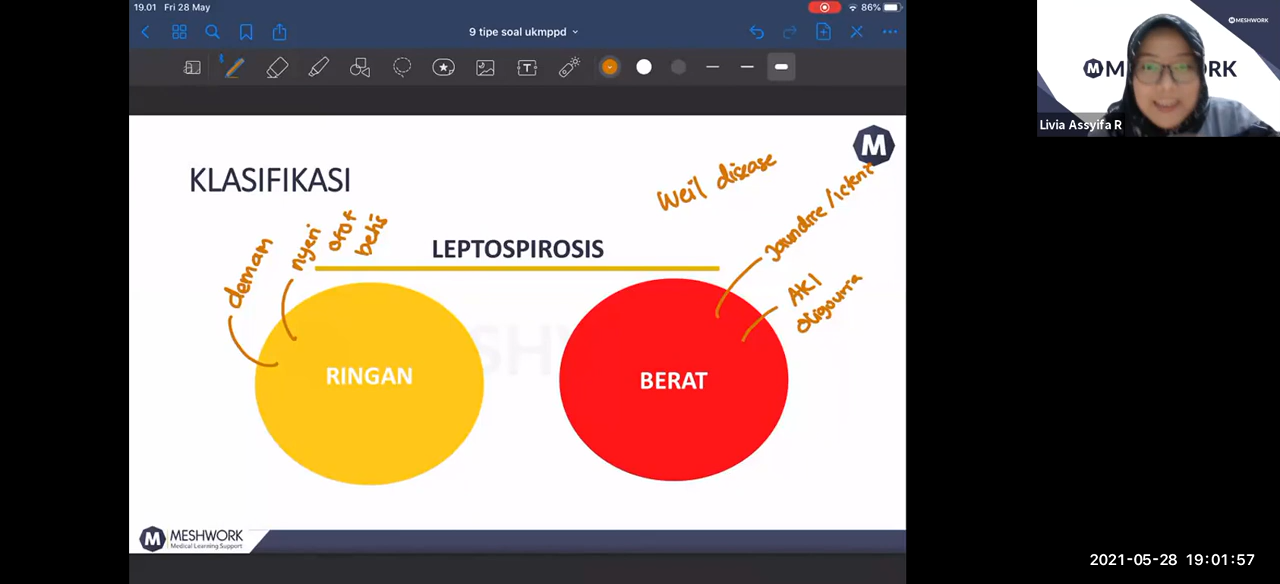 19.01 Fri 28 May
86%
9 tipe soal ukmppd
MESHWORK
M
Livia Assyifa R
M
KLASIFIKASI
Weil disease
demam
nyeri
otot
betis
LEPTOSPIROSIS
Jaundice/Ikterik
AKI
oligouria
RINGAN
BERAT
M MESHWORK
Medical Learning Support
2021-05-28 19:01:57